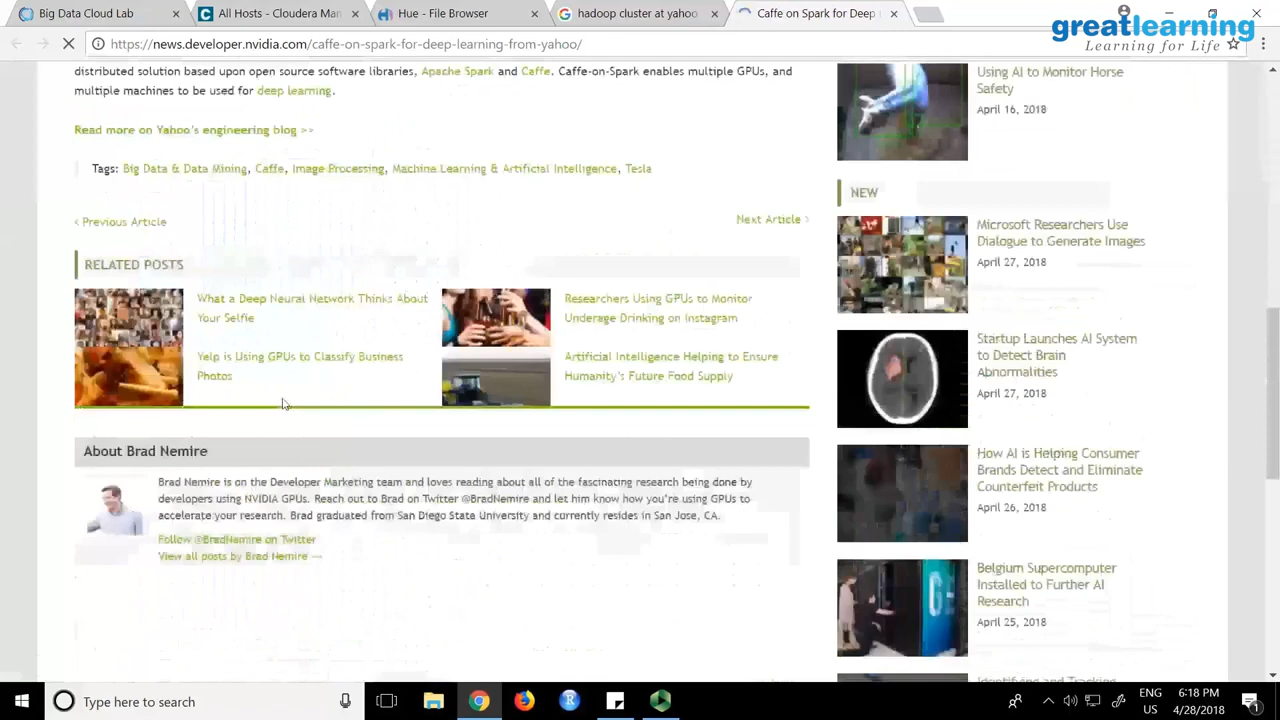 Big Data Cloud Lab
All Hosts - Cloudera Man
Hue - File Browser
hadoop cluster at yahoo
Caffe on Spark for Deep
greatlearning
Learning for Life
https://news.developer.nvidia.com/caffe-on-spark-for-deep-learning-from-yahoo/
distributed solution based upon open source software libraries, Apache Spark and Caffe. Caffe-on-Spark enables multiple GPUs, and
multiple machines to be used for deep learning.
Read more on Yahoo's engineering blog >>
Tags: Big Data & Data Mining, Caffe, Image Processing, Machine Learning & Artificial Intelligence, Tesla
‹ Previous Article
Next Article ›
RELATED POSTS
What a Deep Neural Network Thinks About
Your Selfie
Researchers Using GPUs to Monitor
Underage Drinking on Instagram
Yelp is Using GPUs to Classify Business
Photos
Artificial Intelligence Helping to Ensure
Humanity's Future Food Supply
About Brad Nemire
Brad Nemire is on the Developer Marketing team and loves reading about all of the fascinating research being done by
developers using NVIDIA GPUs. Reach out to Brad on Twitter @BradNemire and let him know how you're using GPUs to
accelerate your research. Brad graduated from San Diego State University and currently resides in San Jose, CA.
Follow @BradNemire on Twitter
View all posts by Brad Nemire →
Using AI to Monitor Horse
Safety
April 16, 2018
NEW
Microsoft Researchers Use
Dialogue to Generate Images
April 27, 2018
Startup Launches AI System
to Detect Brain
Abnormalities
April 27, 2018
How AI is Helping Consumer
Brands Detect and Eliminate
Counterfeit Products
April 26, 2018
Belgium Supercomputer
Installed to Further AI
Research
April 25, 2018
Identifying and Tracking
Type here to search
ENG
US
6:18 PM
4/28/2018